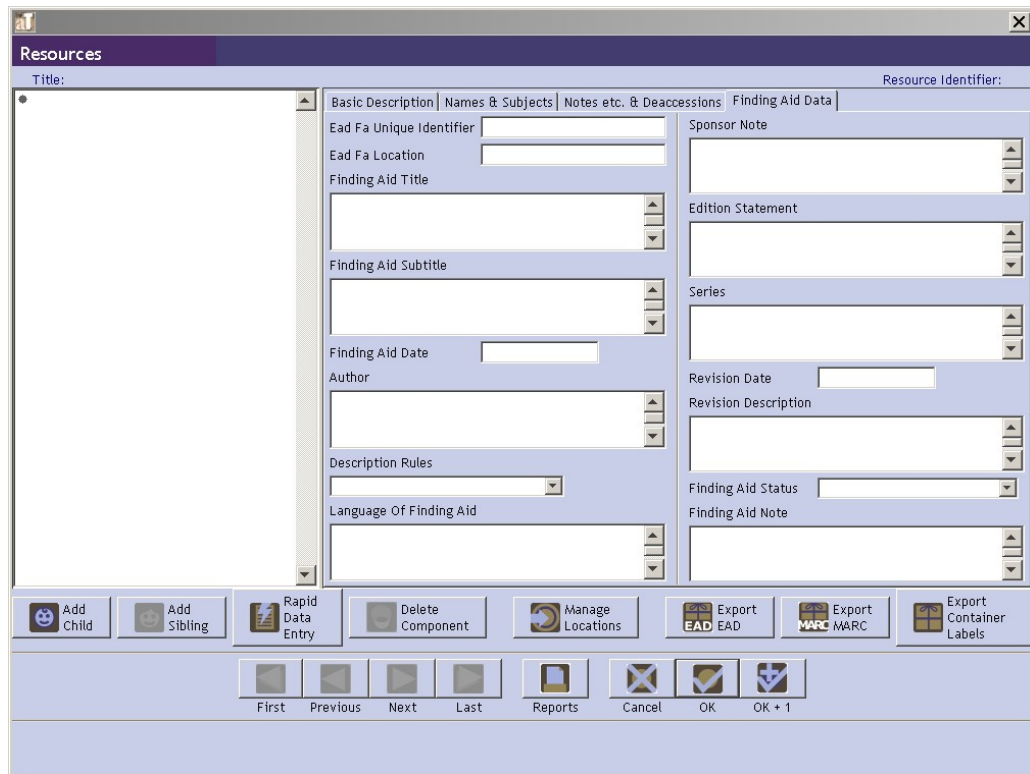 aT
Resources
Title:
Resource Identifier:
Basic Description
Names & Subjects
Notes etc. & Deaccessions
Finding Aid Data
Ead Fa Unique Identifier
Ead Fa Location
Finding Aid Title
Finding Aid Subtitle
Finding Aid Date
Author
Description Rules
Language Of Finding Aid
Sponsor Note
Edition Statement
Series
Revision Date
Revision Description
Finding Aid Status
Finding Aid Note
Add
Child
Add
Sibling
Rapid
Data
Entry
Delete
Component
Manage
Locations
EAD
Export
EAD
MARC
Export
MARC
Export
Container
Labels
First
Previous
Next
Last
Reports
Cancel
OK
OK + 1